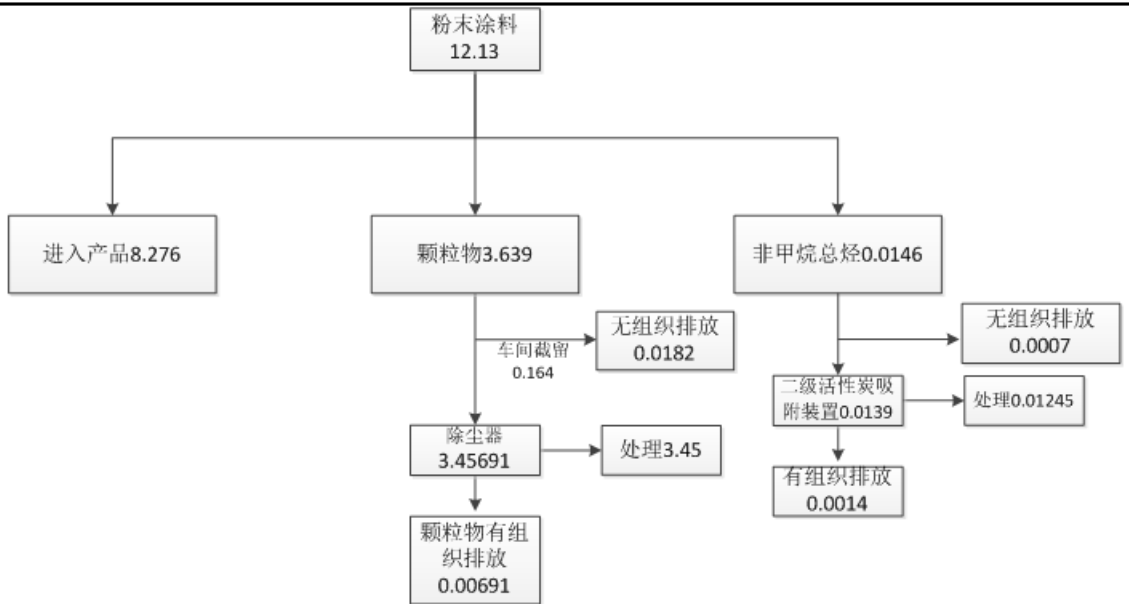 粉末涂料
12.13
进入产品8.276
颗粒物3.639
非甲烷总烃0.0146
无组织排放
0.0182
车间截留
0.164
无组织排放
0.0007
二级活性炭吸
附装置0.0139
处理0.01245
除尘器
3.45691
处理3.45
有组织排放
0.0014
颗粒物有组
织排放
0.00691